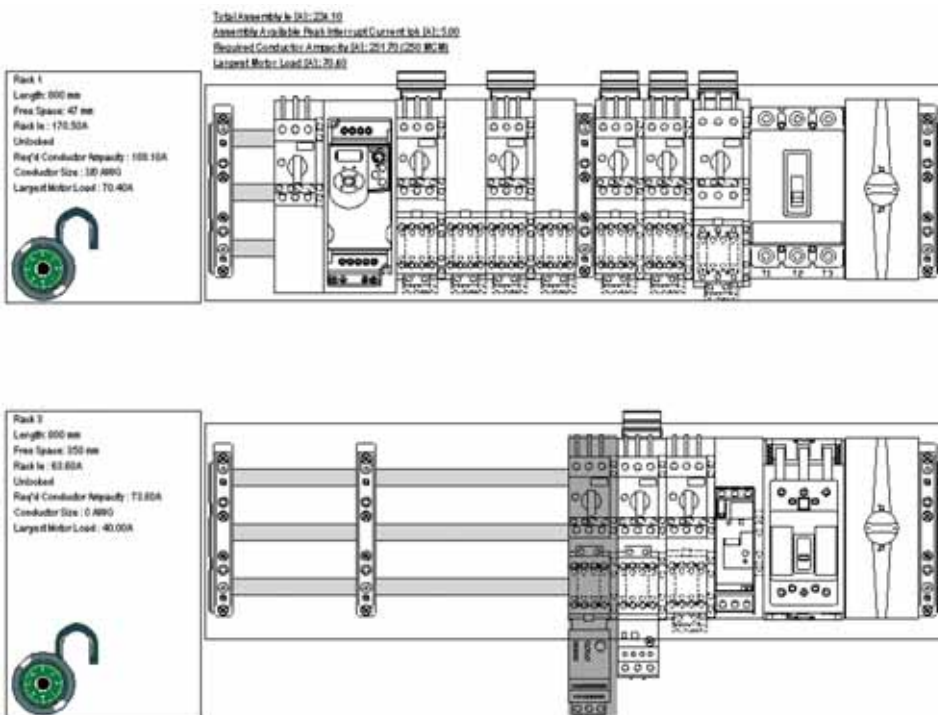 Total Assembly Ie [A]: 234.10
Assembly Available Peak Interrupt Current Ipk [A]: 5.00
Required Conductor Ampacity [A]: 251.70 (250 MCM)
Largest Motor Load [A]: 70.40
Rack 1
Length: 800 mm
Free Space: 47 mm
Rack Ie : 170.50A
Unlocked
Req'd Conductor Ampacity : 188.10A
Conductor Size : 3/0 AWG
Largest Motor Load : 70.40A
T1 T2 T3
Length: 800 mm
Free Space: 350 mm
Rack Ie : 63.60A
Unlocked
Req'd Conductor Ampacity : 73.60A
Conductor Size : 0 AWG
Largest Motor Load : 40.00A